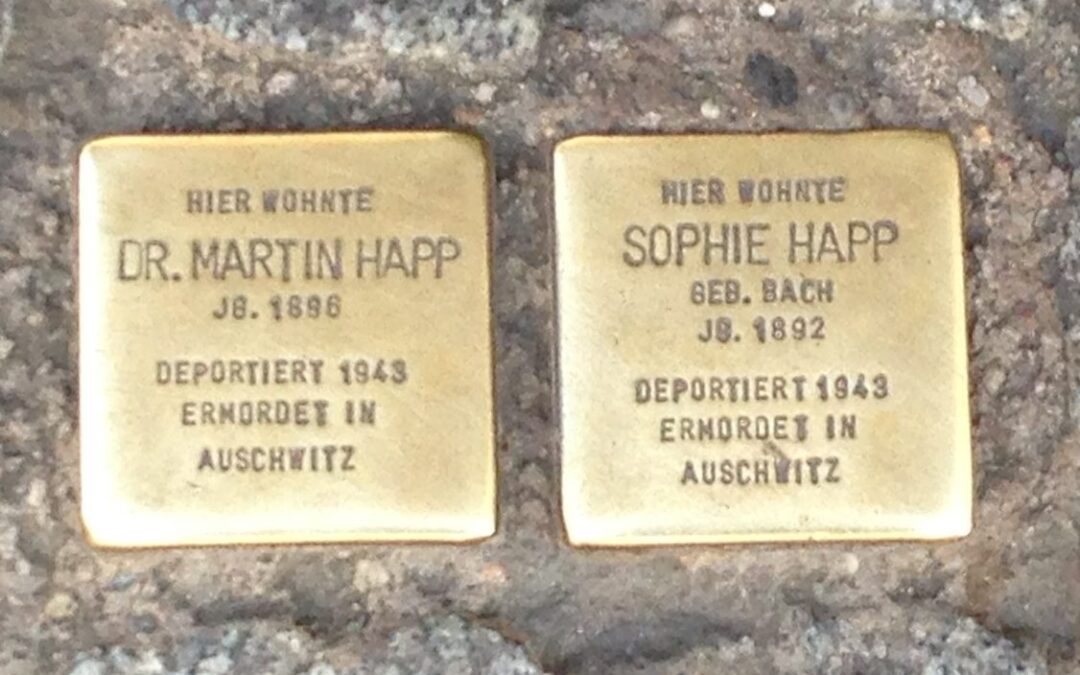 HIER WOHNTE
DR. MARTIN HAPP
JG. 1896
DEPORTIERT 1943
ERMORDET IN
AUSCHWITZ
HIER WOHNTE
SOPHIE HAPP
GEB. BACH
JG. 1892
DEPORTIERT 1943
ERMORDET IN
AUSCHWITZ